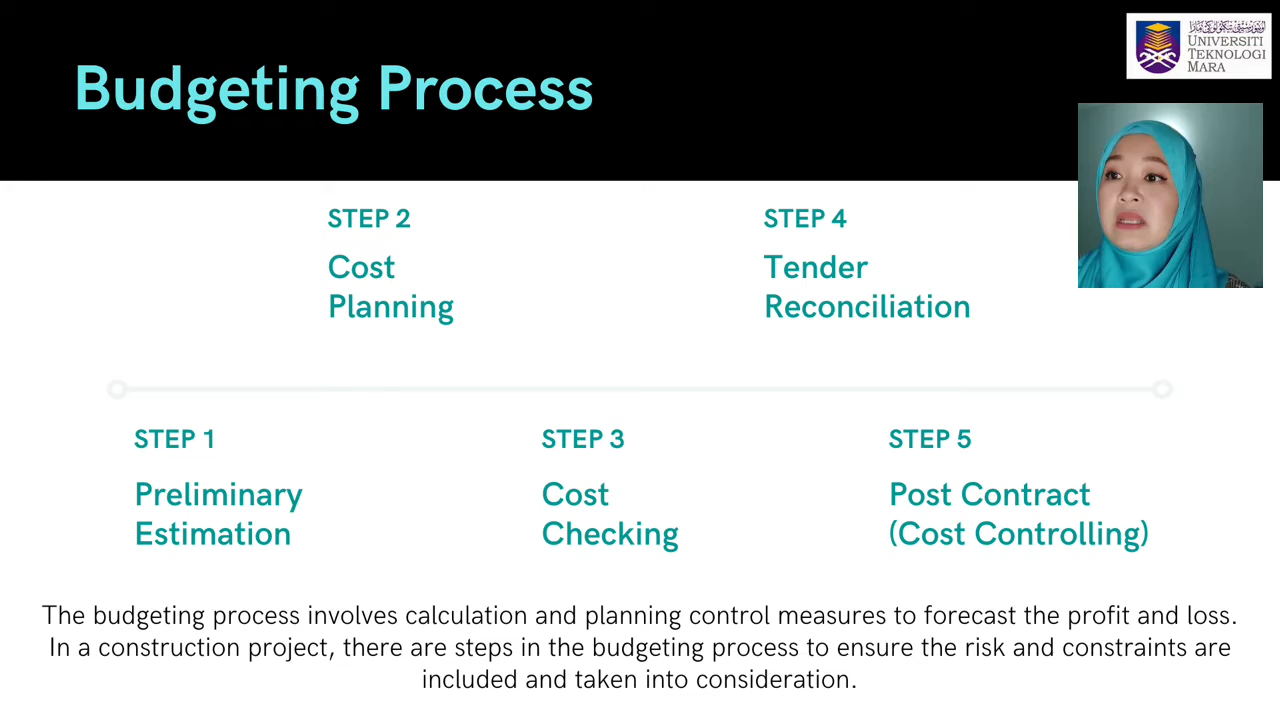 Budgeting Process
UNIVERSITI
TEKNOLOGI
MARA
STEP 2
Cost
Planning
STEP 4
Tender
Reconciliation
STEP 1
Preliminary
Estimation
STEP 3
Cost
Checking
STEP 5
Post Contract
(Cost Controlling)
The budgeting process involves calculation and planning control measures to forecast the profit and loss.
In a construction project, there are steps in the budgeting process to ensure the risk and constraints are
included and taken into consideration.